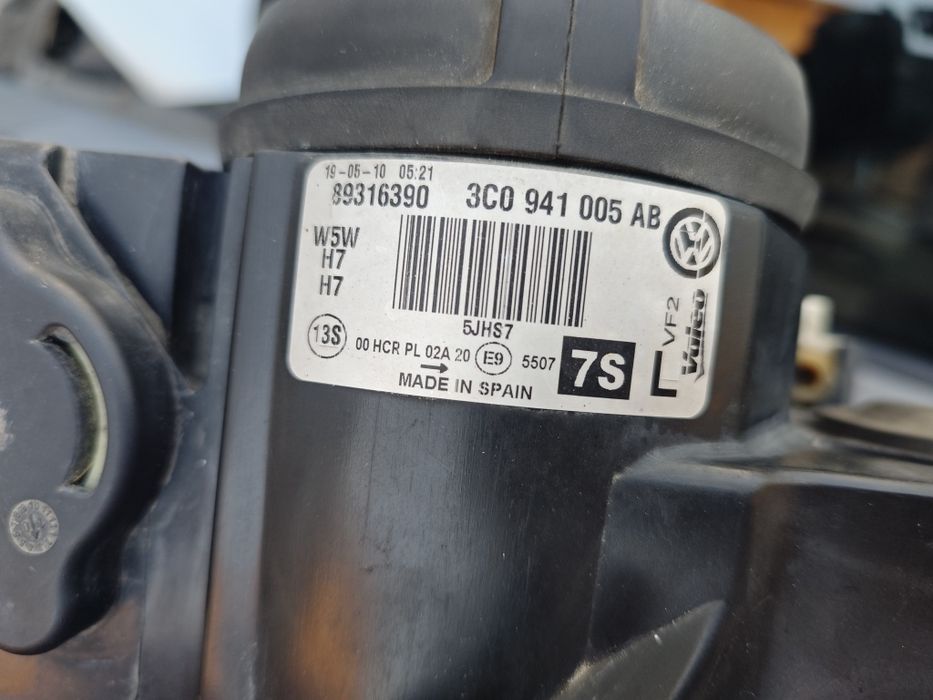 19-05-10 05:21
89316390 3C0 941 005 AB
W5W
H7
H7
5JHS7
13S 00 HCR PL 02A 20 E9 5507 7S L
MADE IN SPAIN
VF2
Valeo